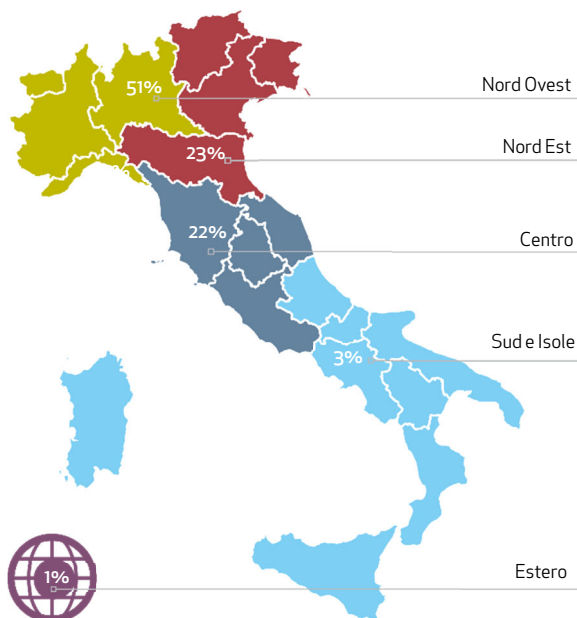 51%
Nord Ovest
23%
Nord Est
22%
Centro
3%
Sud e Isole
1%
Estero